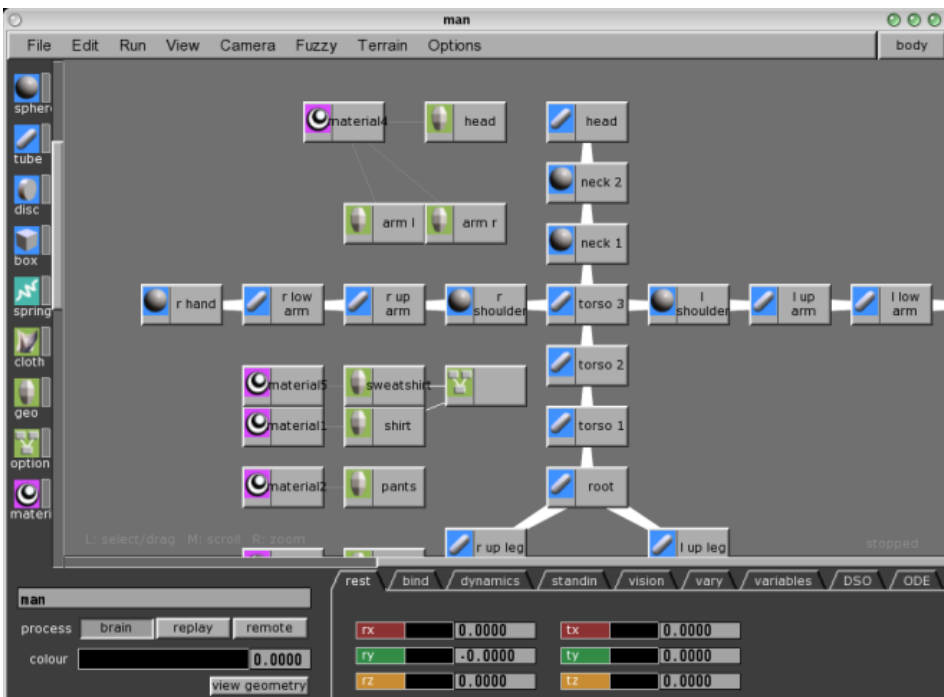 man
File Edit Run View Camera Fuzzy Terrain Options body
spher
tube
disc
box
spring
cloth
geo
option
materi
material4 head head
neck 2
arm l arm r
neck 1
r hand r low arm r up arm r shoulder torso 3 l shoulder l up arm l low arm
torso 2
material5 sweatshirt
material1 shirt torso 1
material2 pants root
L: select/drag M: scroll R: zoom r up leg l up leg stopped
rest bind dynamics standin vision vary variables DSO ODE
man
process brain replay remote
colour 0.0000
view geometry
rx 0.0000 tx 0.0000
ry -0.0000 ty 0.0000
rz 0.0000 tz 0.0000